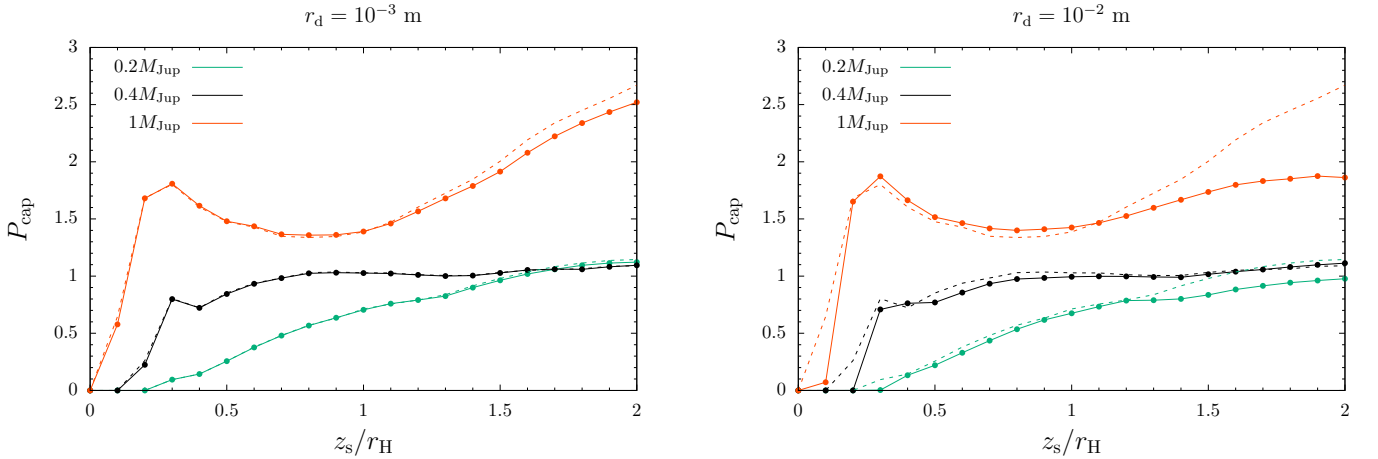 r_d = 10^{-3} m
P_cap
3
2.5
2
1.5
1
0.5
0
0.2M_Jup
0.4M_Jup
1M_Jup
0 0.5 1 1.5 2
z_s/r_H
r_d = 10^{-2} m
P_cap
3
2.5
2
1.5
1
0.5
0
0.2M_Jup
0.4M_Jup
1M_Jup
0 0.5 1 1.5 2
z_s/r_H